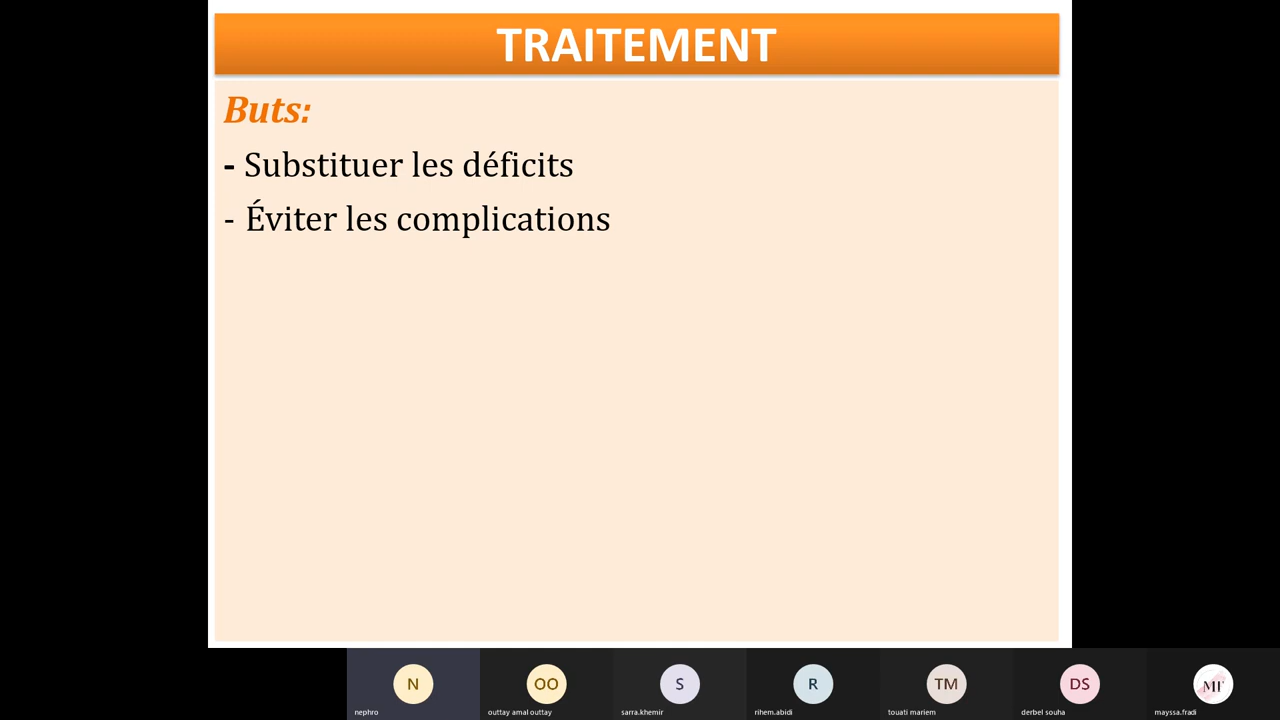 TRAITEMENT
Buts:
- Substituer les déficits
- Éviter les complications
N
OO
S
R
TM
DS
MF
nephro
outtay amal outtay
sarra.khemir
rihem.abidi
touati mariem
derbel souha
mayssa.fradi